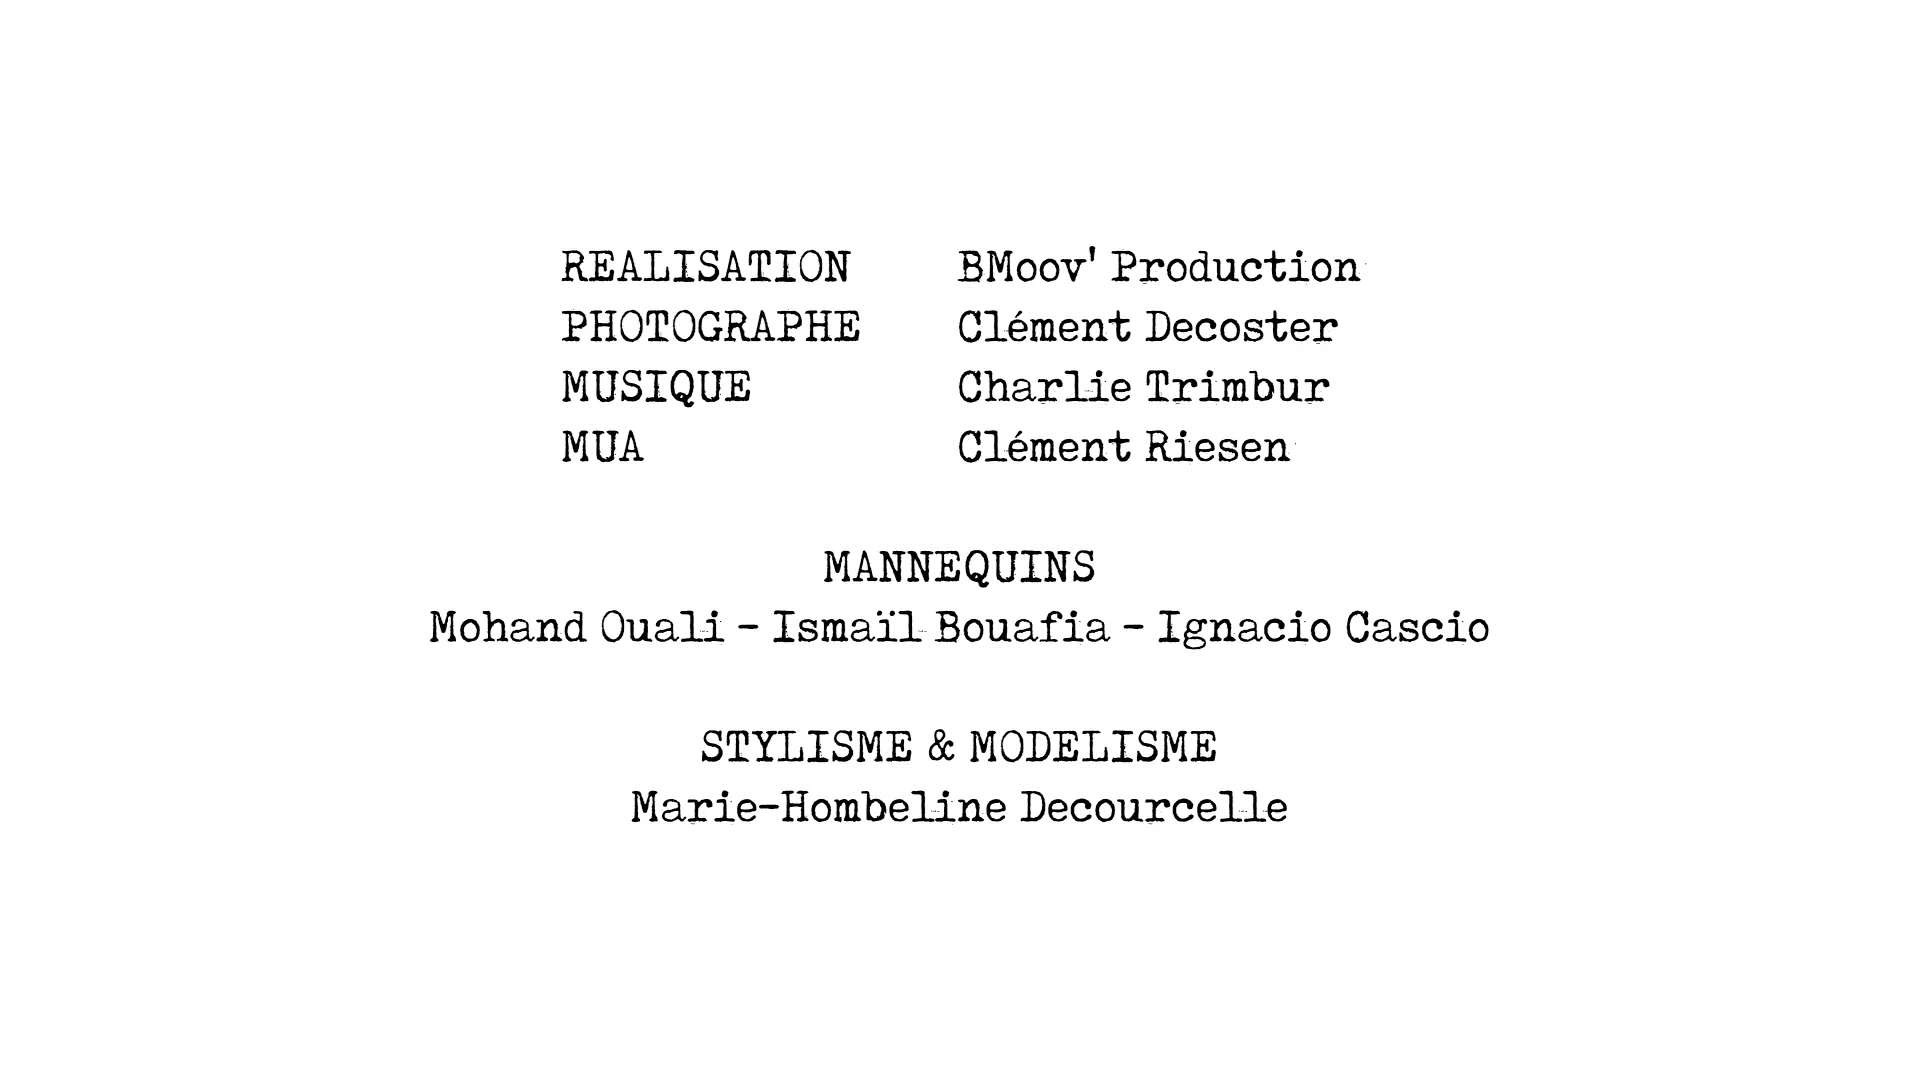 REALISATION BMoov' Production
PHOTOGRAPHE Clément Decoster
MUSIQUE Charlie Trimbur
MUA Clément Riesen
MANNEQUINS
Mohand Ouali - Ismaïl Bouafia - Ignacio Cascio
STYLISME & MODELISME
Marie-Hombeline Decourcelle